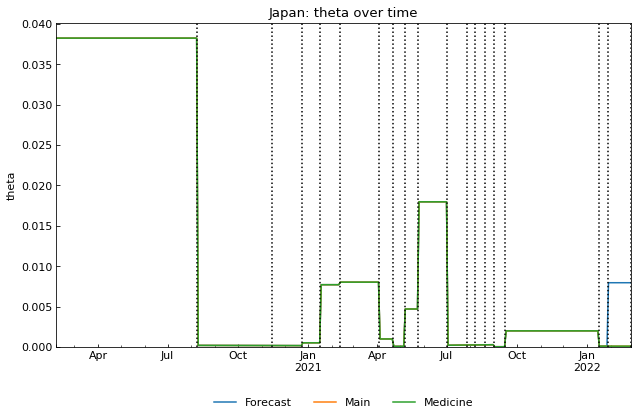 Japan: theta over time
theta
0.040
0.035
0.030
0.025
0.020
0.015
0.010
0.005
0.000
Apr Jul Oct Jan Apr Jul Oct Jan
2021 2022
Forecast Main Medicine